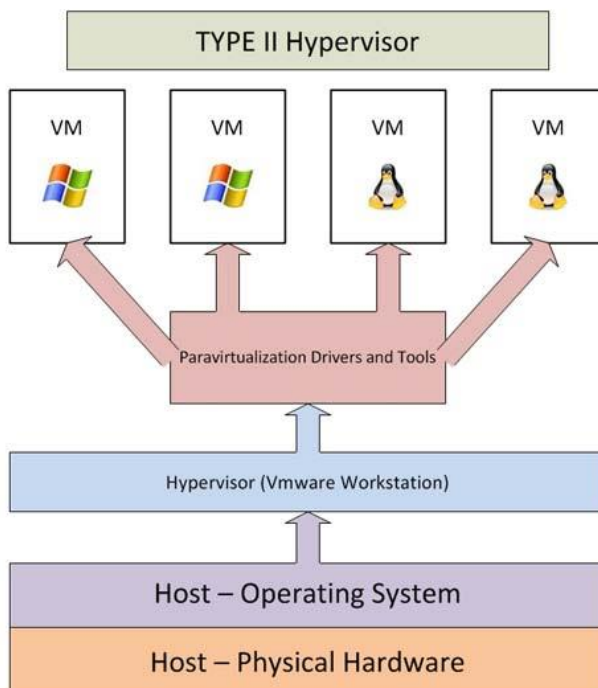 TYPE II Hypervisor
VM
VM
VM
VM
Paravirtualization Drivers and Tools
Hypervisor (Vmware Workstation)
Host – Operating System
Host – Physical Hardware